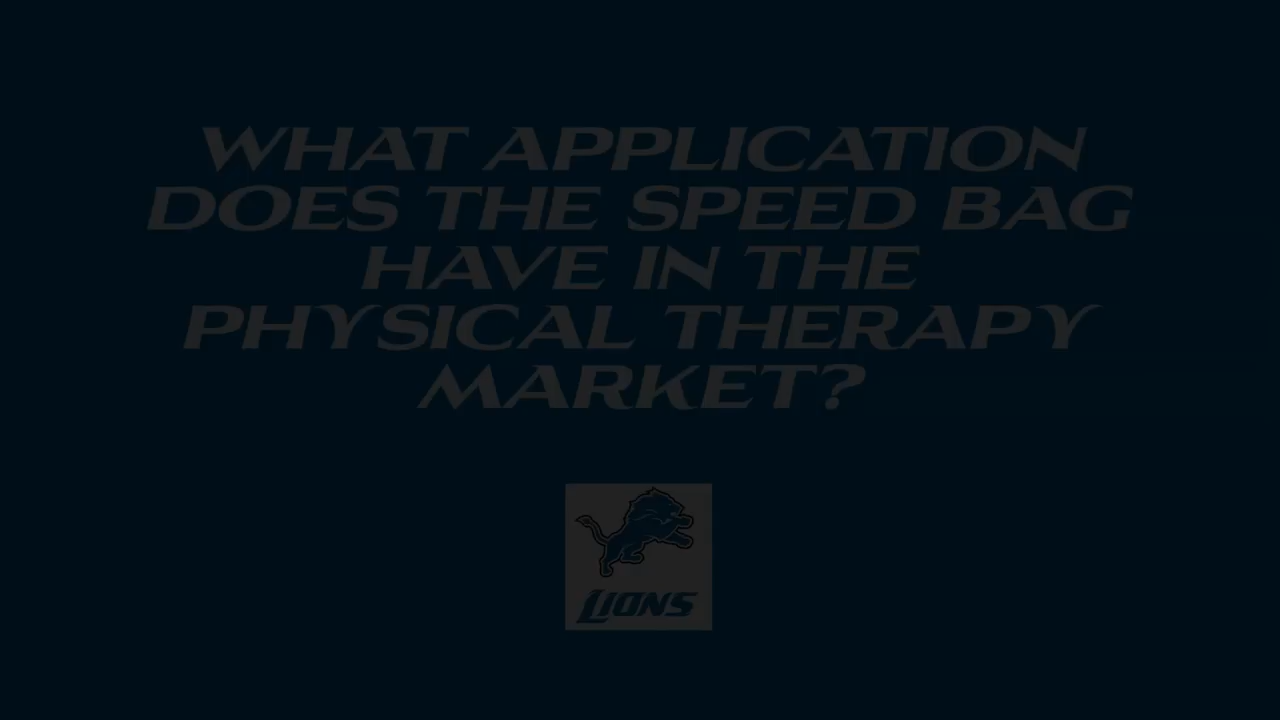 WHAT APPLICATION
DOES THE SPEED BAG
HAVE IN THE
PHYSICAL THERAPY
MARKET?
LIONS